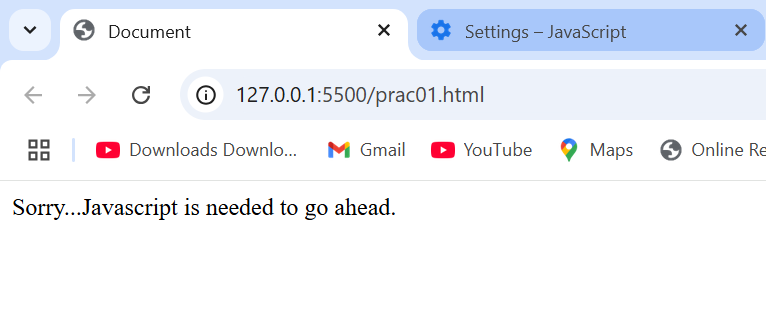 Document
Settings – JavaScript
127.0.0.1:5500/prac01.html
Downloads Downlo... Gmail YouTube Maps Online Re
Sorry...Javascript is needed to go ahead.